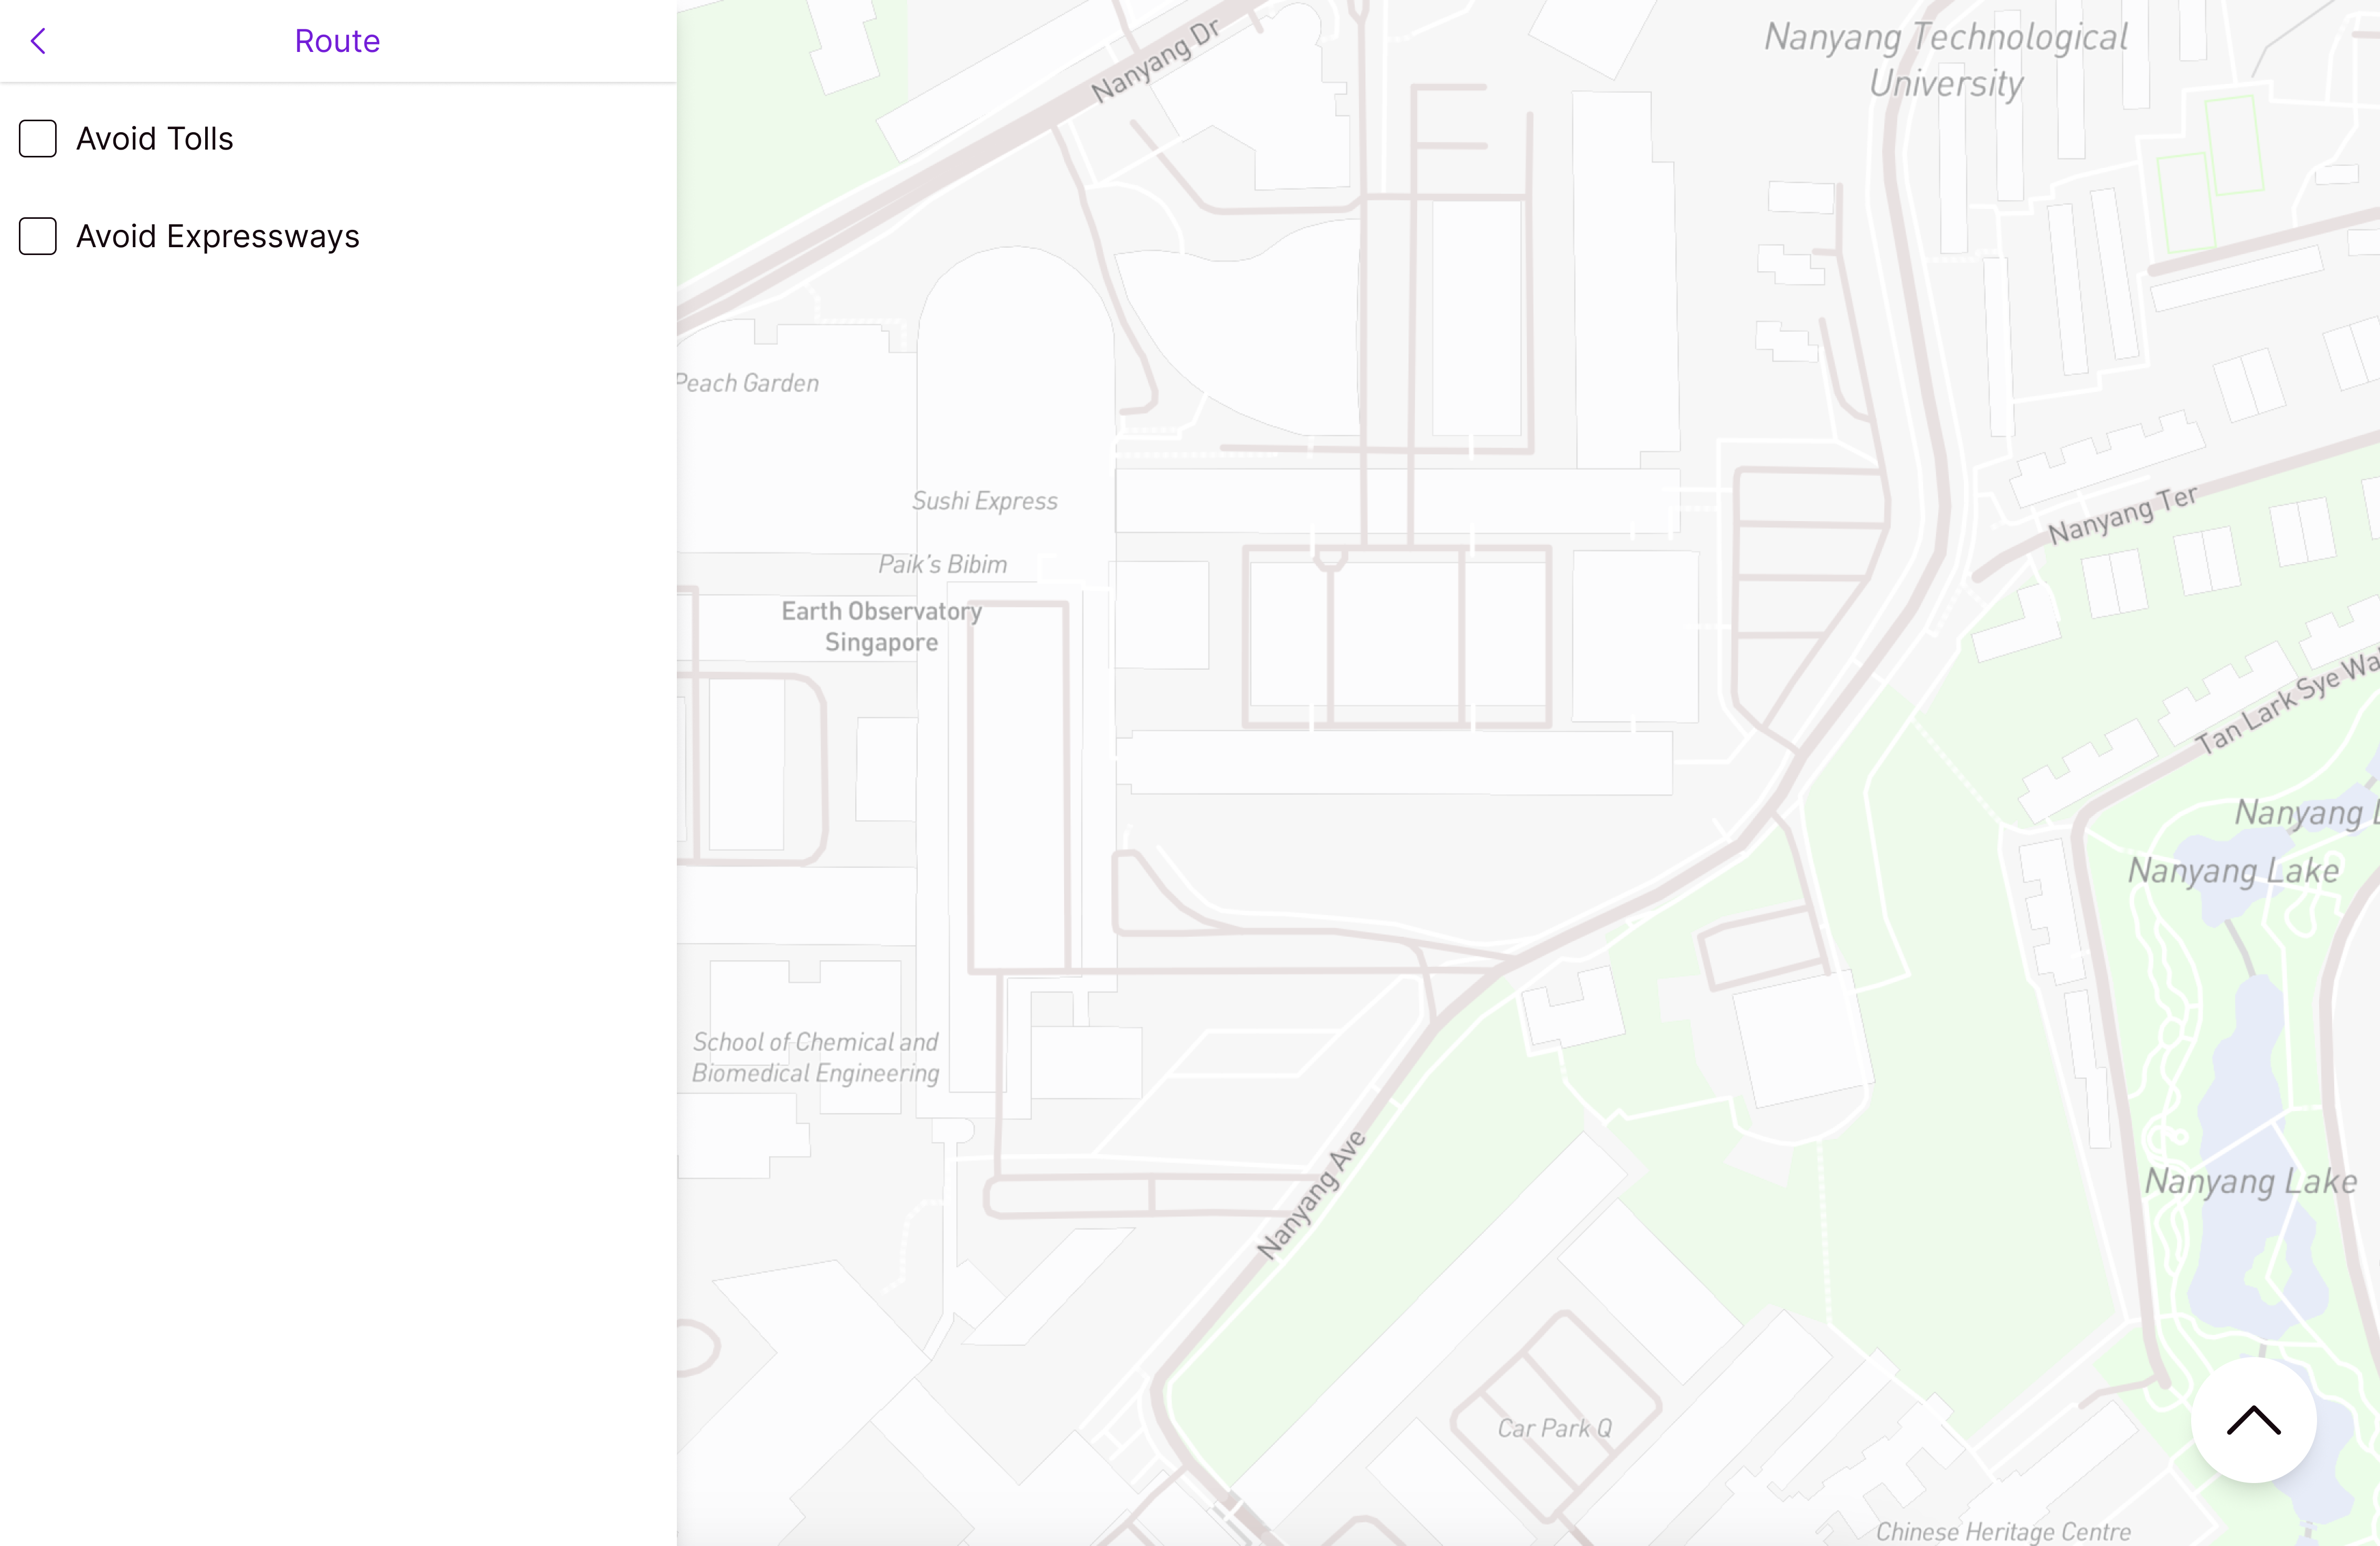 Route
Avoid Tolls
Avoid Expressways
Nanyang Dr
Nanyang Technological
University
Peach Garden
Sushi Express
Paik's Bibim
Earth Observatory
Singapore
Nanyang Ter
Tan Lark Sye
Nanyang
Nanyang Lake
School of Chemical and
Biomedical Engineering
Nanyang Ave
Nanyang Lake
Car Park Q
Chinese Heritage Centre